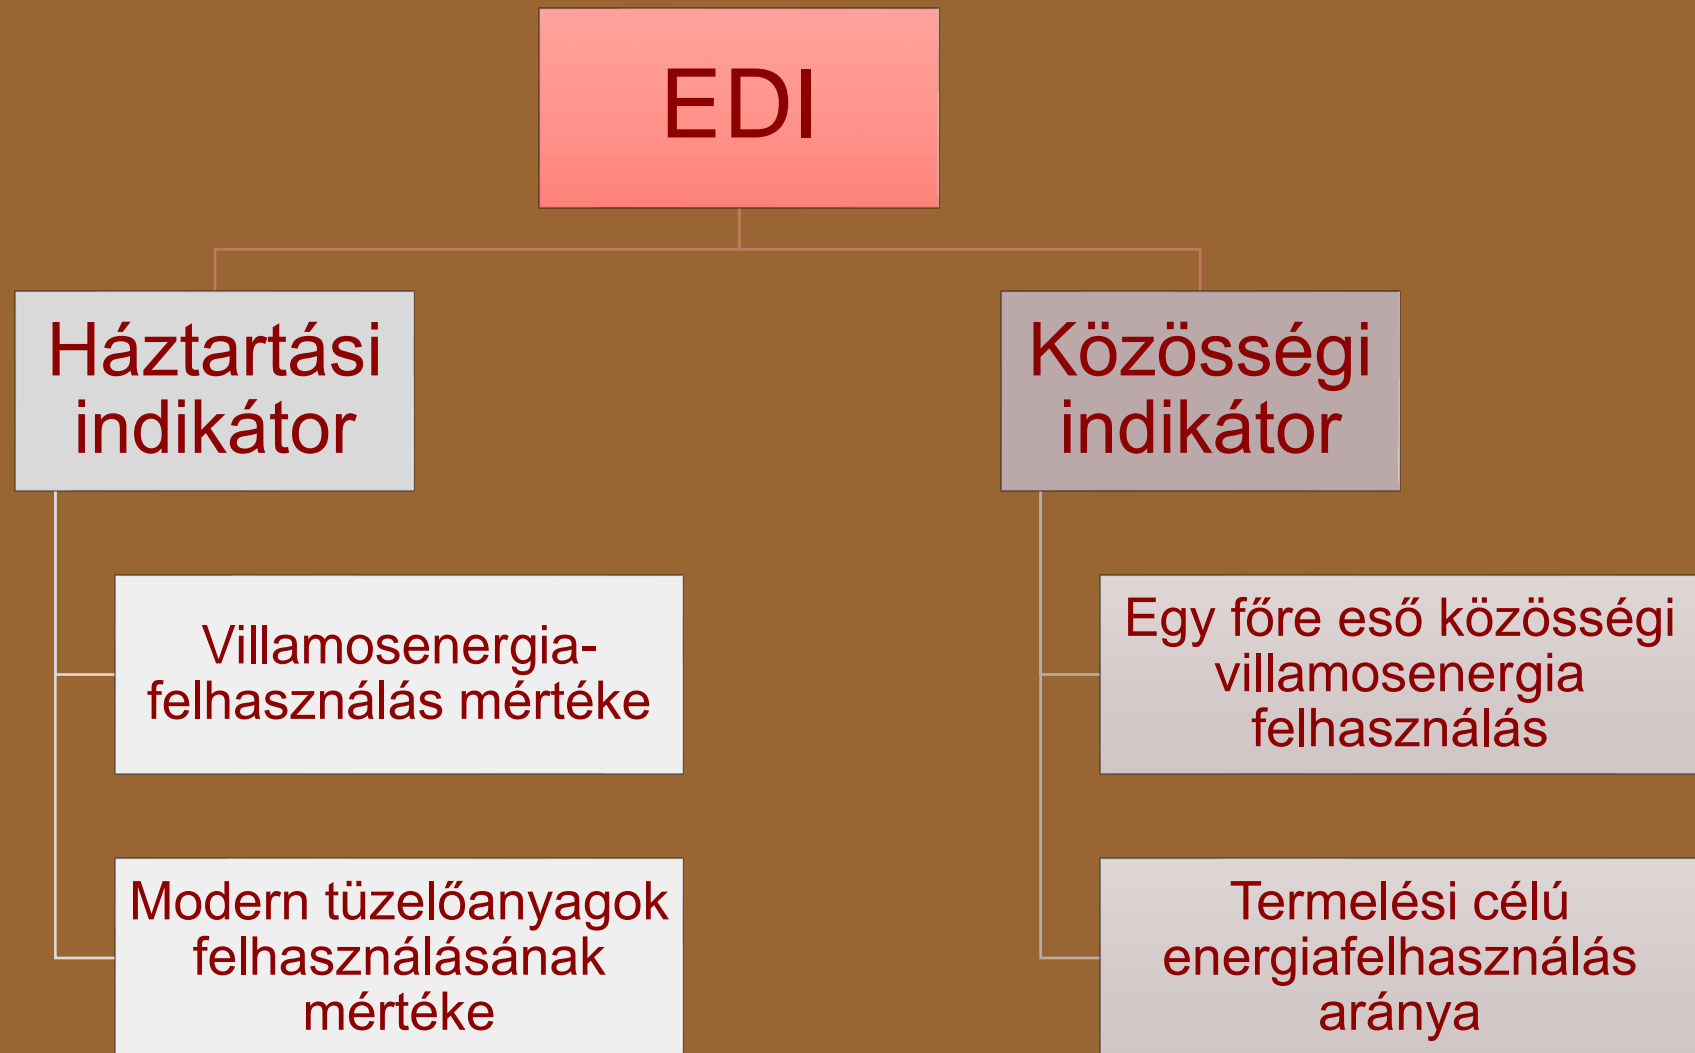 EDI
Háztartási
indikátor
Villamosenergia-
felhasználás mértéke
Modern tüzelőanyagok
felhasználásának
mértéke
Közösségi
indikátor
Egy főre eső közösségi
villamosenergia
felhasználás
Termelési célú
energiafelhasználás
aránya